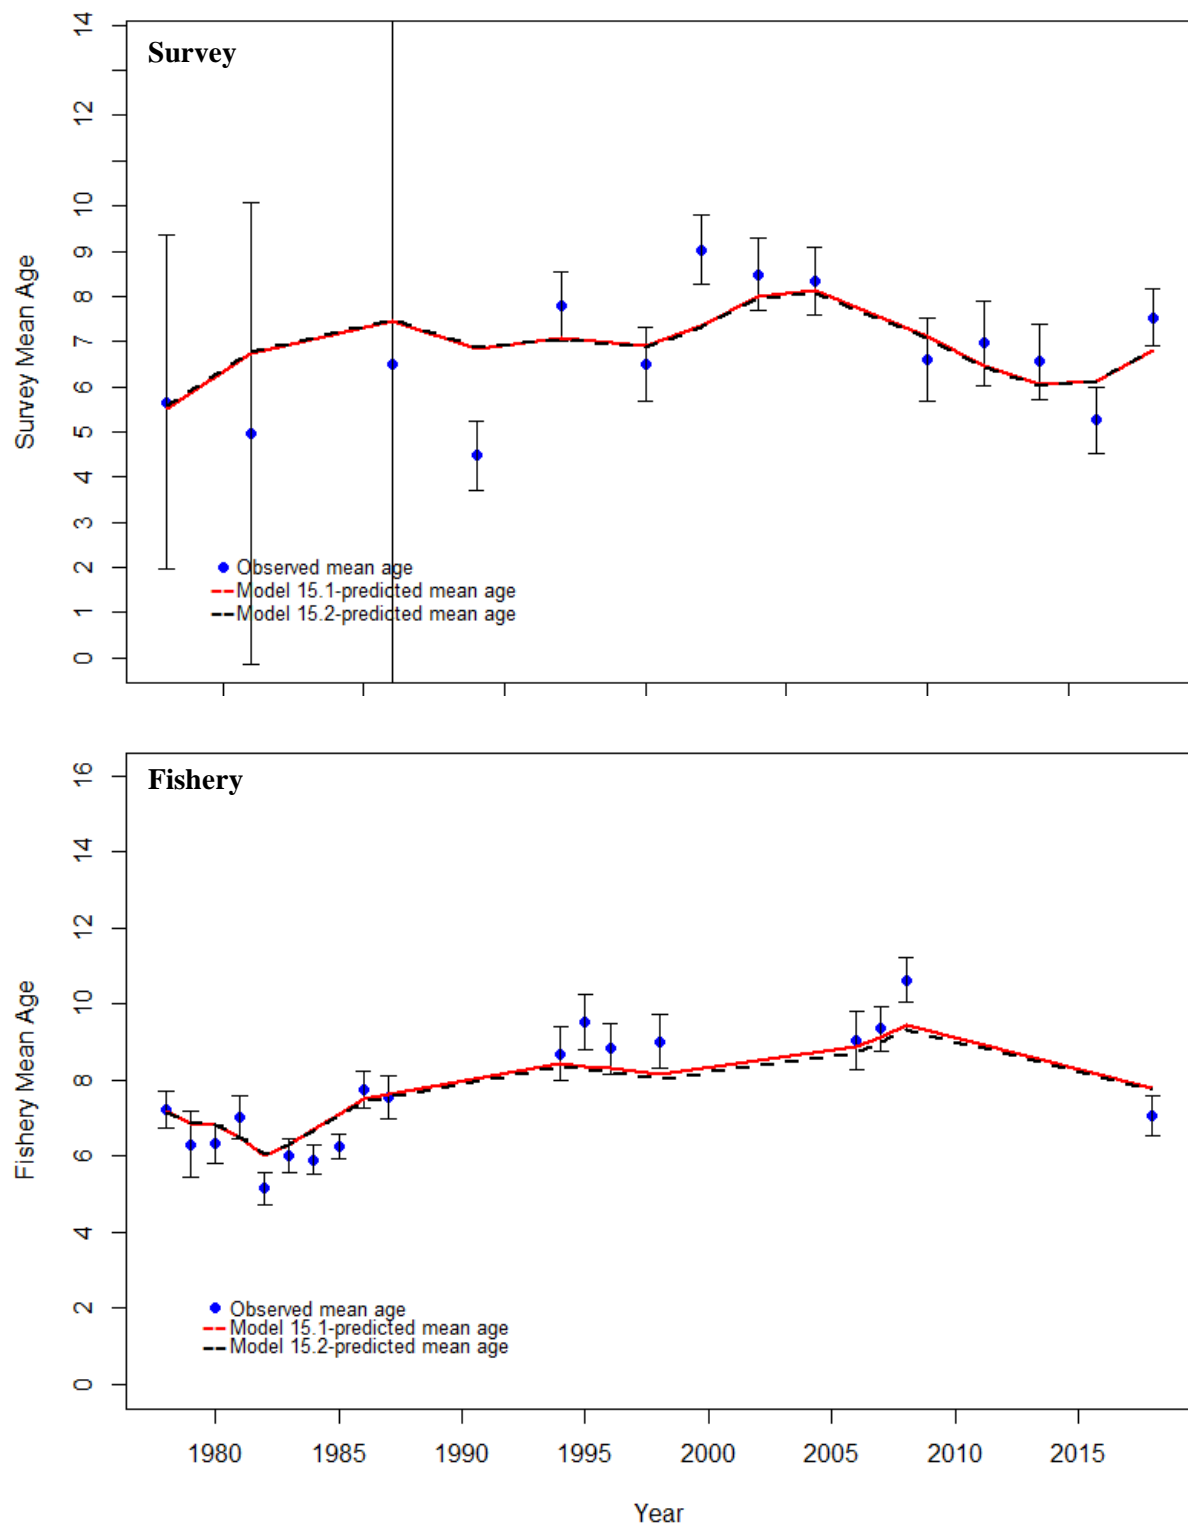 Survey
14
12
10
9
8
7
6
5
4
3
2
1
0
Survey Mean Age
Observed mean age
Model 15.1-predicted mean age
Model 15.2-predicted mean age
Fishery
16
14
12
10
8
6
4
2
0
Fishery Mean Age
Observed mean age
Model 15.1-predicted mean age
Model 15.2-predicted mean age
1980 1985 1990 1995 2000 2005 2010 2015
Year